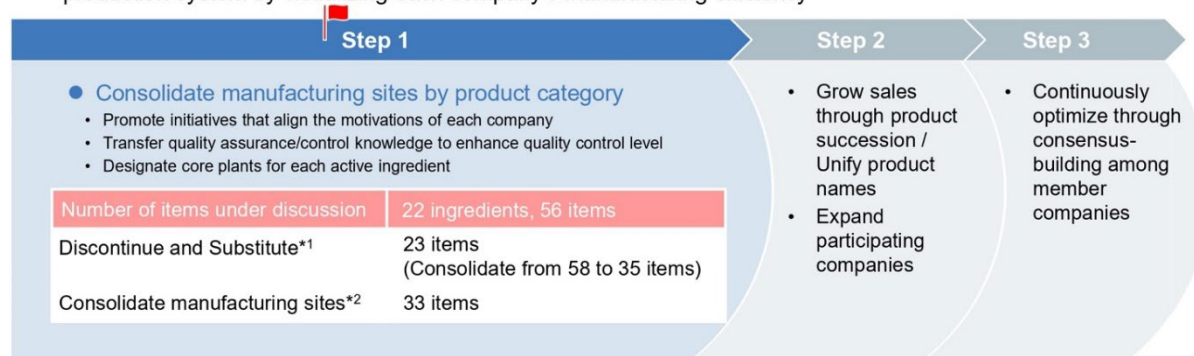 Step 1
Step 2
Step 3
● Consolidate manufacturing sites by product category
• Promote initiatives that align the motivations of each company
• Transfer quality assurance/control knowledge to enhance quality control level
• Designate core plants for each active ingredient
Number of items under discussion 22 ingredients, 56 items
Discontinue and Substitute*1 23 items
(Consolidate from 58 to 35 items)
Consolidate manufacturing sites*2 33 items
• Grow sales
through product
succession /
Unify product
names
• Expand
participating
companies
• Continuously
optimize through
consensus-
building among
member
companies